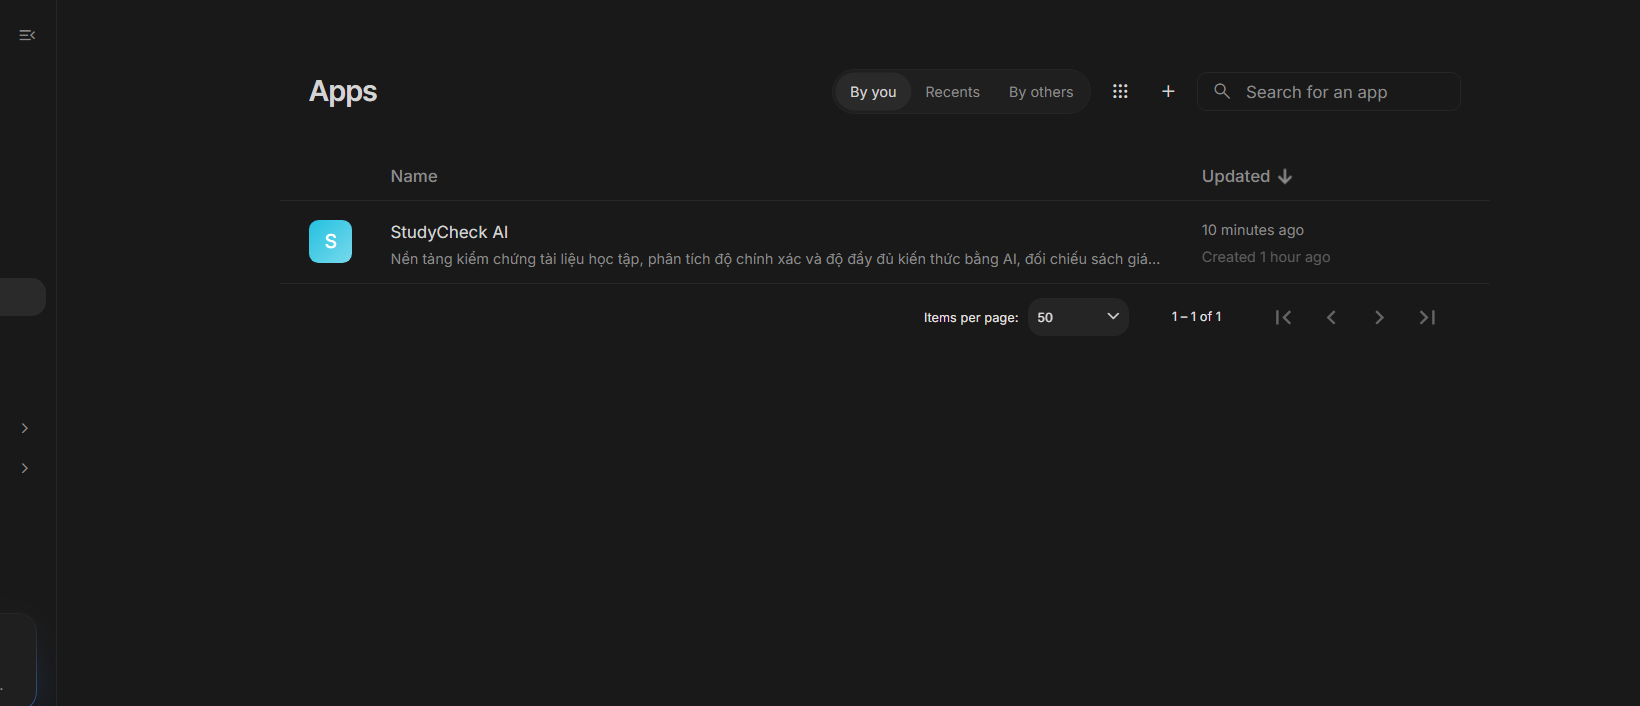 Apps
By you
Recents
By others
Search for an app
Name
Updated
S
StudyCheck AI
10 minutes ago
Nền tảng kiểm chứng tài liệu học tập, phân tích độ chính xác và độ đầy đủ kiến thức bằng AI, đối chiếu sách giá...
Created 1 hour ago
Items per page:
50
1 – 1 of 1